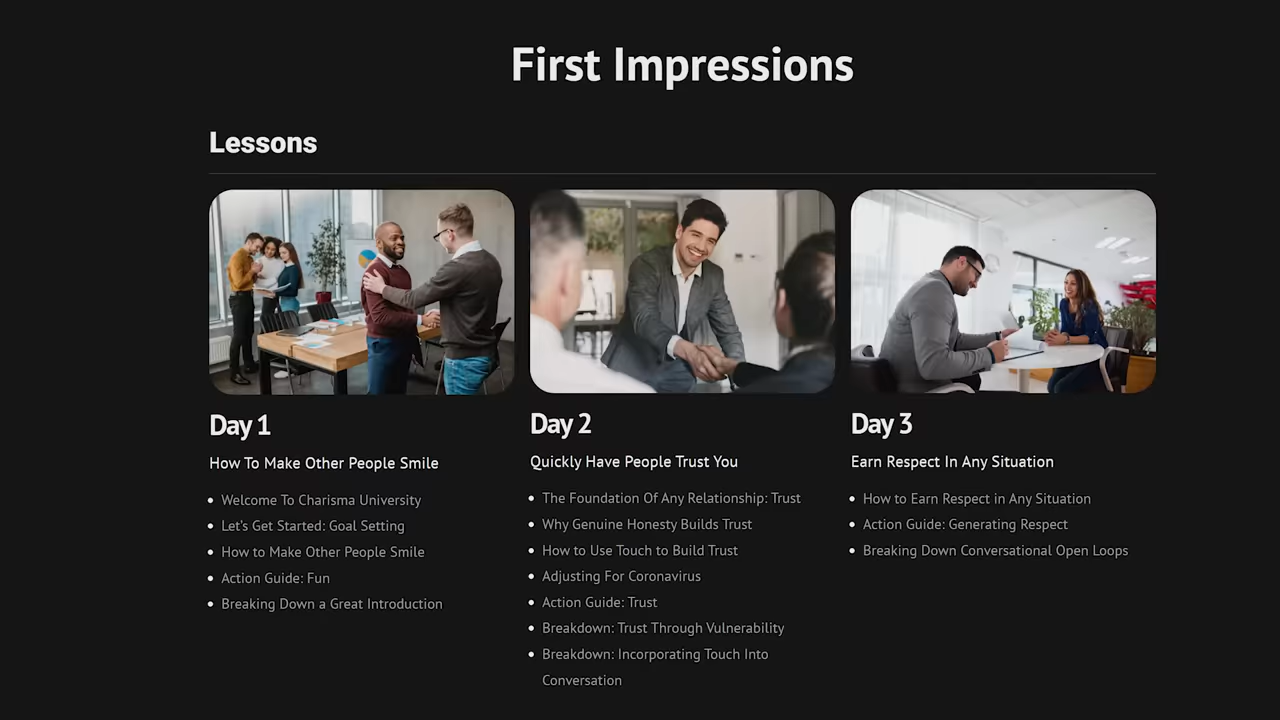 First Impressions
Lessons
Day 1
How To Make Other People Smile
Welcome To Charisma University
Let's Get Started: Goal Setting
How to Make Other People Smile
Action Guide: Fun
Breaking Down a Great Introduction
Day 2
Quickly Have People Trust You
The Foundation Of Any Relationship: Trust
Why Genuine Honesty Builds Trust
How to Use Touch to Build Trust
Adjusting For Coronavirus
Action Guide: Trust
Breakdown: Trust Through Vulnerability
Breakdown: Incorporating Touch Into
Conversation
Day 3
Earn Respect In Any Situation
How to Earn Respect in Any Situation
Action Guide: Generating Respect
Breaking Down Conversational Open Loops